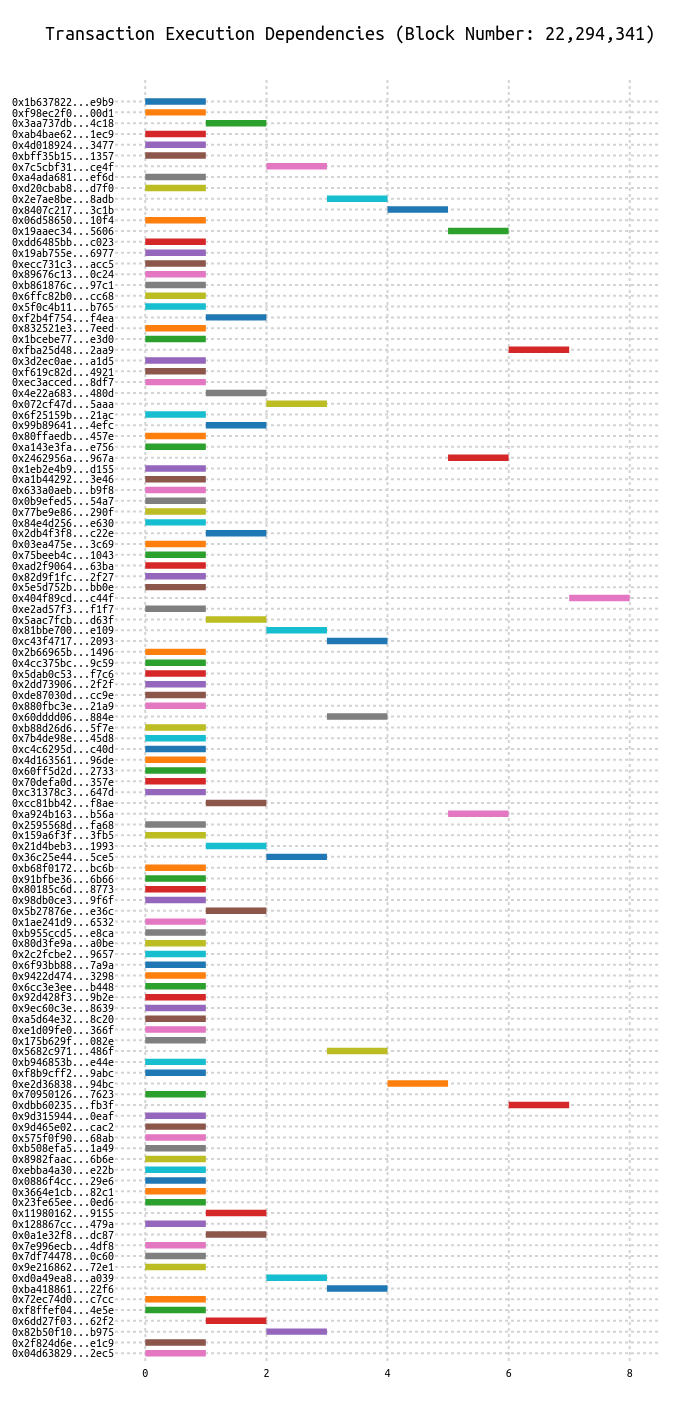 Transaction Execution Dependencies (Block Number: 22,294,341)
0x1b637822...e9b9
0xf98ec2f0...00d1
0x3aa737db...4c18
0xab4bae62...1ec9
0x4d018924...3477
0xbff35b15...1357
0x7c5cbf31...ce4f
0xa4ada681...ef6d
0xd20cbab8...d7f0
0x2e7ae8be...8adb
0x8407c217...3c1b
0x06d58650...10f4
0x19aaec34...5606
0xdd6485bb...c023
0x19ab755e...6977
0xecc731c3...acc5
0x89676c13...0c24
0xb861876c...97c1
0x6ffc82b0...cc68
0x5f0c4b11...b765
0xf2b4f754...f4ea
0x832521e3...7eed
0x1bcebe77...e3d0
0xfba25d48...2aa9
0x3d2ec0ae...a1d5
0xf619c82d...4921
0xec3acced...8df7
0x4e22a683...480d
0x072cf47d...5aaa
0x6f25159b...21ac
0x99b89641...4efc
0x80ffaedb...457e
0xa143e3fa...e756
0x2462956a...967a
0x1eb2e4b9...d155
0xa1b44292...3e46
0x633a0aeb...b9f8
0x0b9efed5...54a7
0x77be9e86...290f
0x84e4d256...e630
0x2db4f3f8...c22e
0x03ea475e...3c69
0x75beeb4c...1043
0xad2f9064...63ba
0x82d9f1fc...2f27
0x5e5d752b...bb0e
0x404f89cd...c44f
0xe2ad57f3...f1f7
0x5aac7fcb...d63f
0x81bbe700...e109
0xc43f4717...2093
0x2b66965b...1496
0x4cc375bc...9c59
0x5dab0c53...f7c6
0x2dd73906...2f2f
0xde87030d...cc9e
0x880fbc3e...21a9
0x60dddd06...884e
0xb88d26d6...5f7e
0x7b4de98e...45d8
0xc4c6295d...c40d
0x4d163561...96de
0x60ff5d2d...2733
0x70defa0d...357e
0xc31378c3...647d
0xcc81bb42...f8ae
0xa924b163...b56a
0x2595568d...fa68
0x159a6f3f...3fb5
0x21d4beb3...1993
0x36c25e44...5ce5
0xb68f0172...bc6b
0x91bfbe36...6b66
0x80185c6d...8773
0x98db0ce3...9f6f
0x5b27876e...e36c
0x1ae241d9...6532
0xb955ccd5...e8ca
0x80d3fe9a...a0be
0x2c2fcbe2...9657
0x6f93bb88...7a9a
0x9422d474...3298
0x6cc3e3ee...b448
0x92d428f3...9b2e
0x9ec60c3e...8639
0xa5d64e32...8c20
0xe1d09fe0...366f
0x175b629f...082e
0x5682c971...486f
0xb946853b...e44e
0xf8b9cff2...9abc
0xe2d36838...94bc
0x70950126...7623
0xdbb60235...fb3f
0x9d315944...0eaf
0x9d465e02...cac2
0x575f0f90...68ab
0xb508efa5...1a49
0x8982faac...6b6e
0xebba4a30...e22b
0x0886f4cc...29e6
0x3664e1cb...82c1
0x23fe65ee...0ed6
0x11980162...9155
0x128867cc...479a
0x0a1e32f8...dc87
0x7e996ecb...4df8
0x7df74478...0c60
0x9e216862...72e1
0xd0a49ea8...a039
0xba418861...22f6
0x72ec74d0...c7cc
0xf8ffef04...4e5e
0x6dd27f03...62f2
0x82b50f10...b975
0x2f824d6e...e1c9
0x04d63829...2ec5
0 2 4 6 8